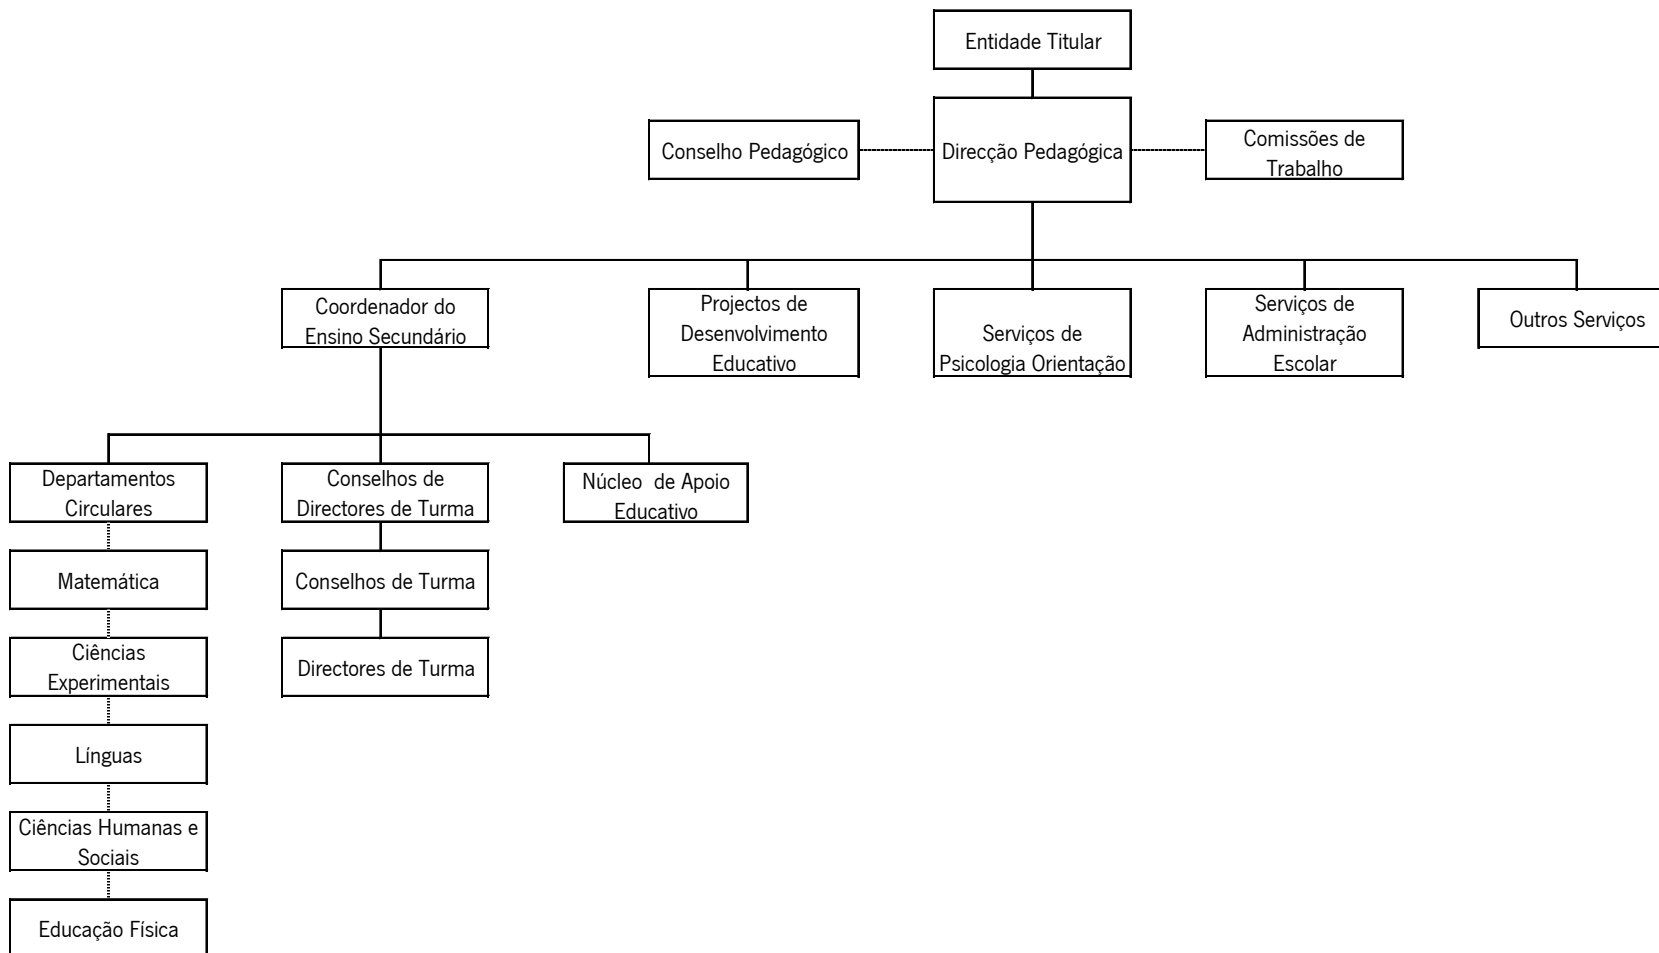 Entidade Titular
Conselho Pedagógico
Direcção Pedagógica
Comissões de
Trabalho
Coordenador do
Ensino Secundário
Projectos de
Desenvolvimento
Educativo
Serviços de
Psicologia Orientação
Serviços de
Administração
Escolar
Outros Serviços
Departamentos
Circulares
Conselhos de
Directores de Turma
Núcleo de Apoio
Educativo
Matemática
Conselhos de Turma
Ciências
Experimentais
Directores de Turma
Línguas
Ciências Humanas e
Sociais
Educação Física